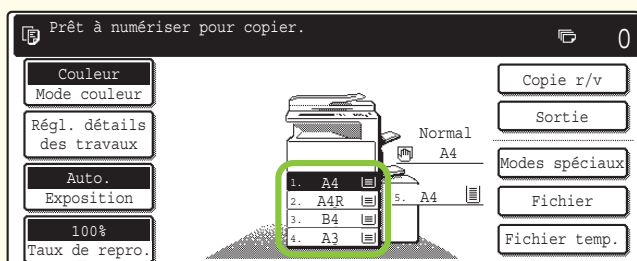 Prêt à numériser pour copier.
0
Couleur
Mode couleur
Régl. détails
des travaux
Auto.
Exposition
100%
Taux de repro.
1. A4
2. A4R
3. B4
4. A3
Normal
A4
5. A4
Copie r/v
Sortie
Modes spéciaux
Fichier
Fichier temp.